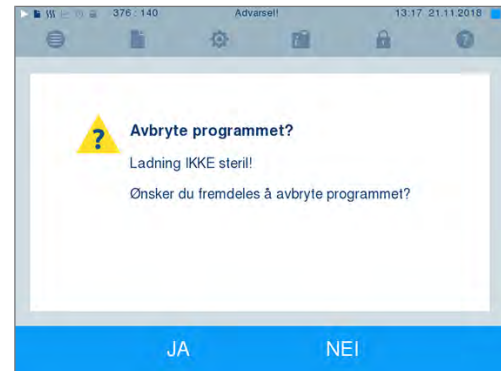 376 : 140 Advarsel! 13:17 21.11.2018
Avbryte programmet?
Ladning IKKE steril!
Ønsker du fremdeles å avbryte programmet?
JA NEI